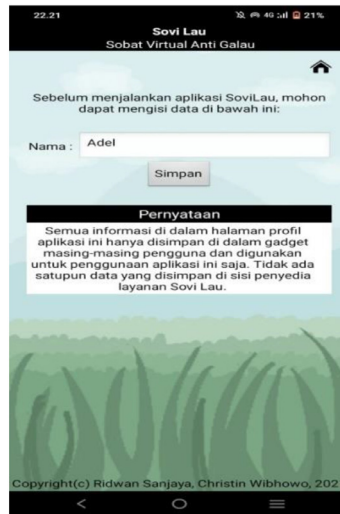 22.21
4G 21%
Sovi Lau
Sobat Virtual Anti Galau
Sebelum menjalankan aplikasi SoviLau, mohon
dapat mengisi data di bawah ini:
Nama : Adel
Simpan
Pernyataan
Semua informasi di dalam halaman profil
aplikasi ini hanya disimpan di dalam gadget
masing-masing pengguna dan digunakan
untuk penggunaan aplikasi ini saja. Tidak ada
satupun data yang disimpan di sisi penyedia
layanan Sovi Lau.
Copyright(c) Ridwan Sanjaya, Christin Wibhowo, 202